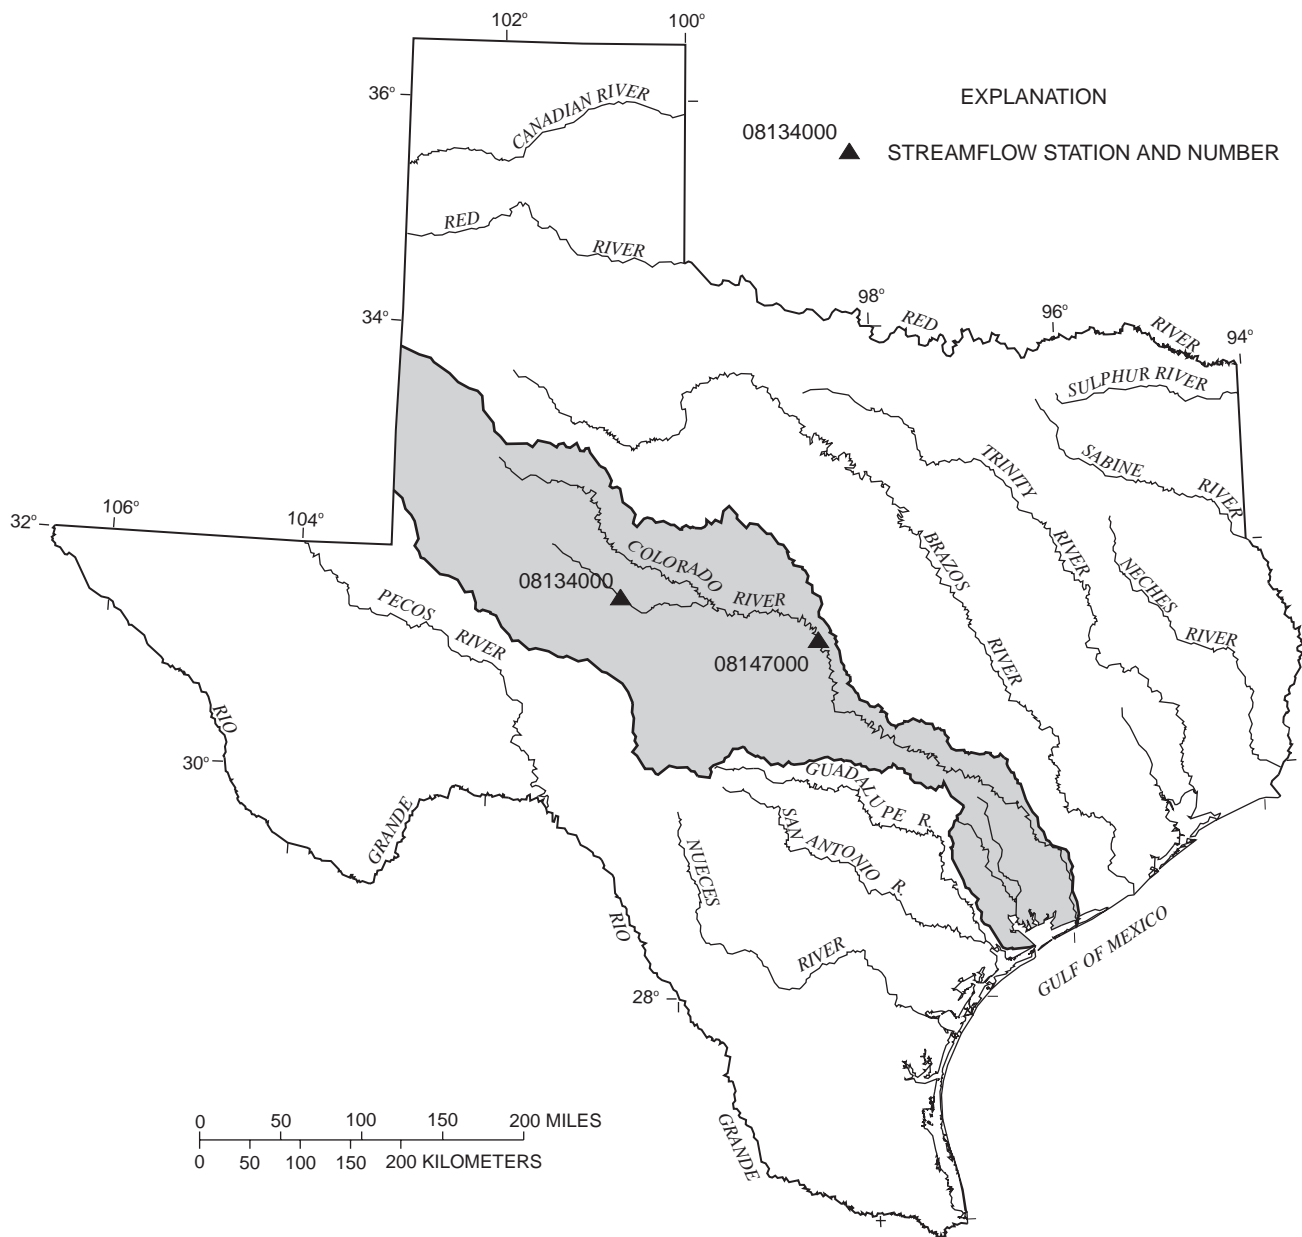 102° 100°
36°
CANADIAN RIVER
EXPLANATION
08134000
STREAMFLOW STATION AND NUMBER
RED RIVER
34°
98°
RED RIVER
96°
94°
SULPHUR RIVER
SABINE RIVER
TRINITY RIVER
32°
106°
104°
COLORADO RIVER
BRAZOS RIVER
NECHES RIVER
08134000
PECOS RIVER
08147000
RIO GRANDE
30°
GUADALUPE R.
SAN ANTONIO R.
NUECES RIVER
RIO GRANDE
GULF OF MEXICO
28°
0 50 100 150 200 MILES
0 50 100 150 200 KILOMETERS